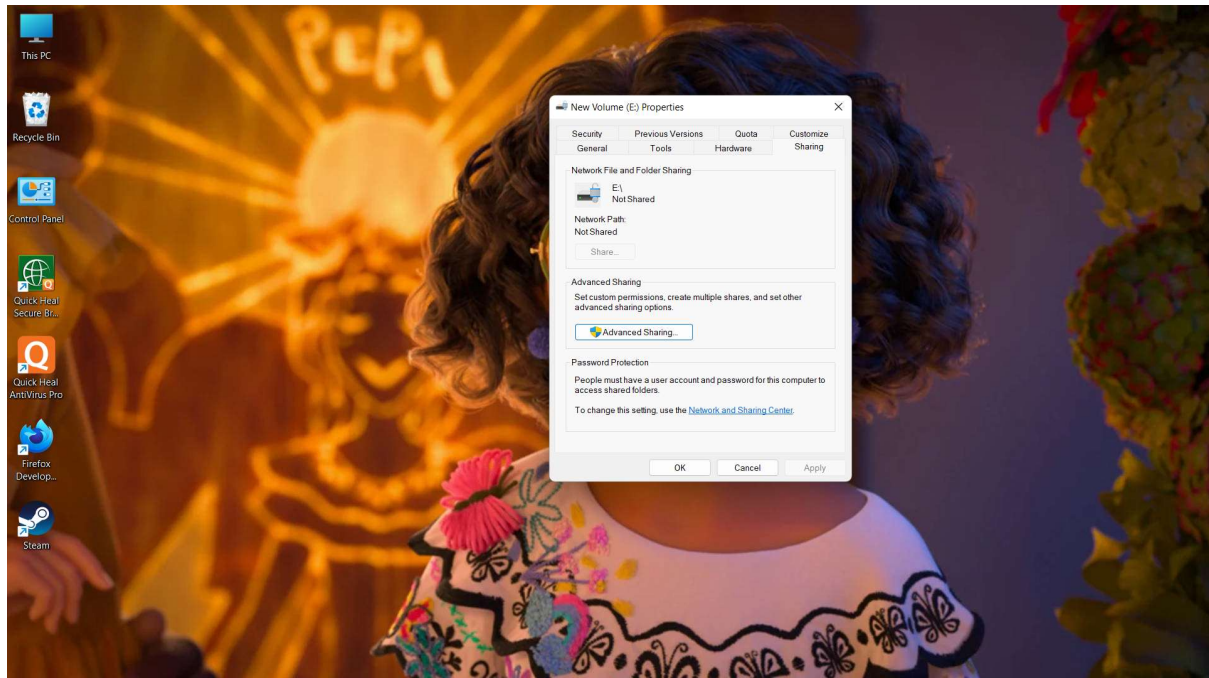 PEPA
This PC
Recycle Bin
Control Panel
Quick Heal
Secure Br...
Quick Heal
AntiVirus Pro
Firefox
Develop...
Steam
New Volume (E:) Properties
Security Previous Versions Quota Customize
General Tools Hardware Sharing
Network File and Folder Sharing
E:\
Not Shared
Network Path:
Not Shared
Share...
Advanced Sharing
Set custom permissions, create multiple shares, and set other
advanced sharing options.
Advanced Sharing...
Password Protection
People must have a user account and password for this computer to
access shared folders.
To change this setting, use the Network and Sharing Center.
OK Cancel Apply